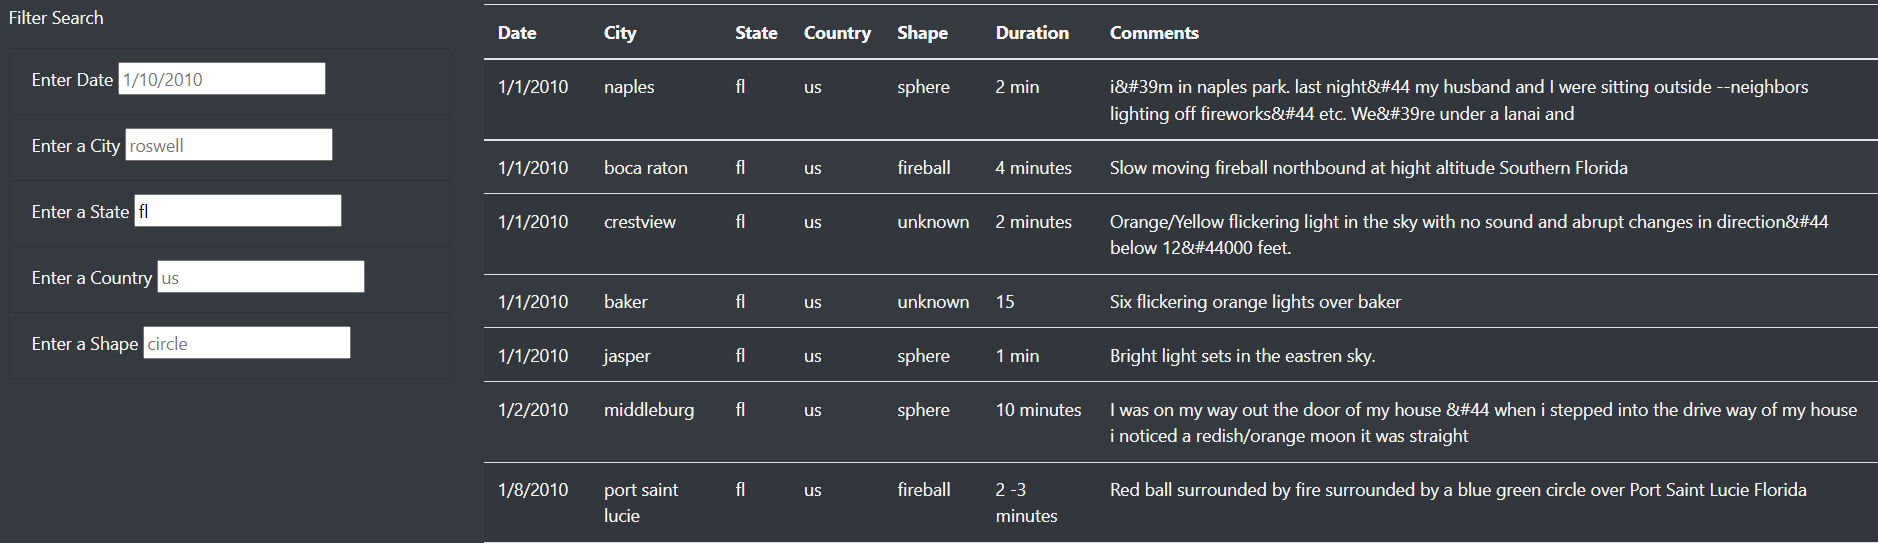 Filter Search
Enter Date 1/10/2010
Enter a City roswell
Enter a State fl
Enter a Country us
Enter a Shape circle
Date City State Country Shape Duration Comments
1/1/2010 naples fl us sphere 2 min i&#39m in naples park. last night&#44 my husband and I were sitting outside --neighbors
lighting off fireworks&#44 etc. We&#39re under a lanai and
1/1/2010 boca raton fl us fireball 4 minutes Slow moving fireball northbound at hight altitude Southern Florida
1/1/2010 crestview fl us unknown 2 minutes Orange/Yellow flickering light in the sky with no sound and abrupt changes in direction&#44
below 12&#44000 feet.
1/1/2010 baker fl us unknown 15 Six flickering orange lights over baker
1/1/2010 jasper fl us sphere 1 min Bright light sets in the eastren sky.
1/2/2010 middleburg fl us sphere 10 minutes I was on my way out the door of my house &#44 when i stepped into the drive way of my house
i noticed a redish/orange moon it was straight
1/8/2010 port saint fl us fireball 2 -3 Red ball surrounded by fire surrounded by a blue green circle over Port Saint Lucie Florida
lucie minutes